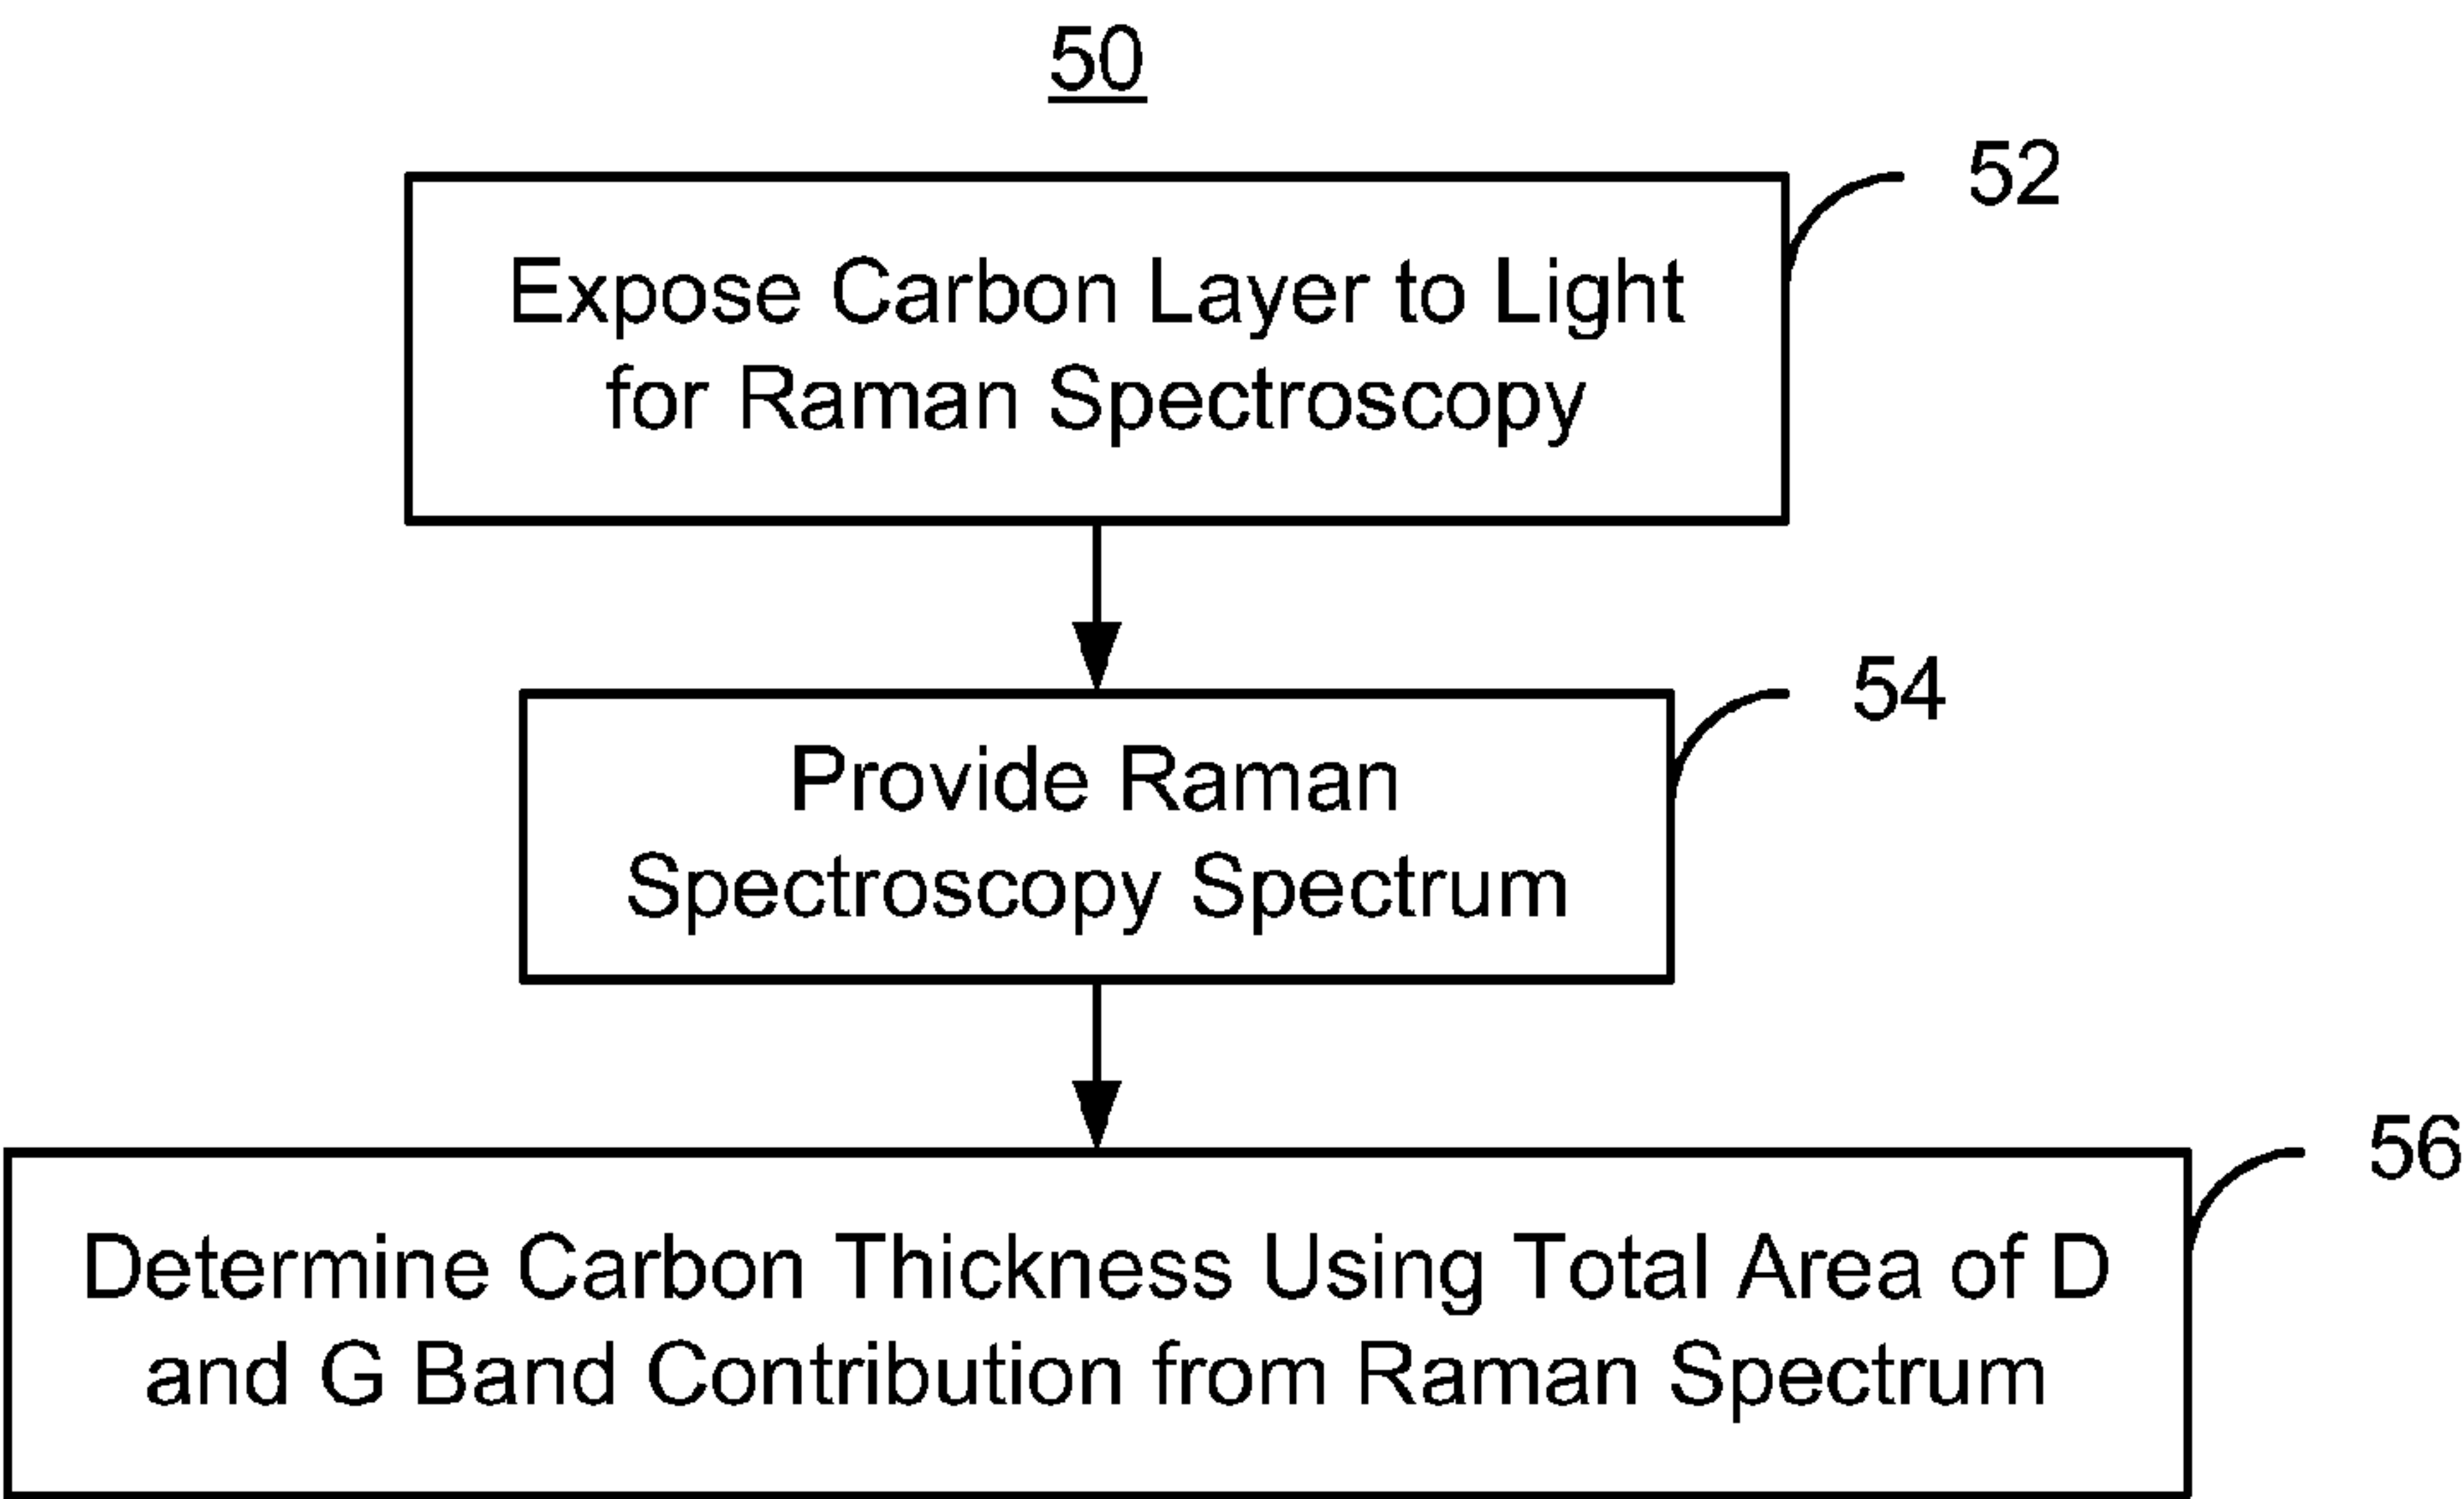 50
52
Expose Carbon Layer to Light
for Raman Spectroscopy
54
Provide Raman
Spectroscopy Spectrum
56
Determine Carbon Thickness Using Total Area of D
and G Band Contribution from Raman Spectrum